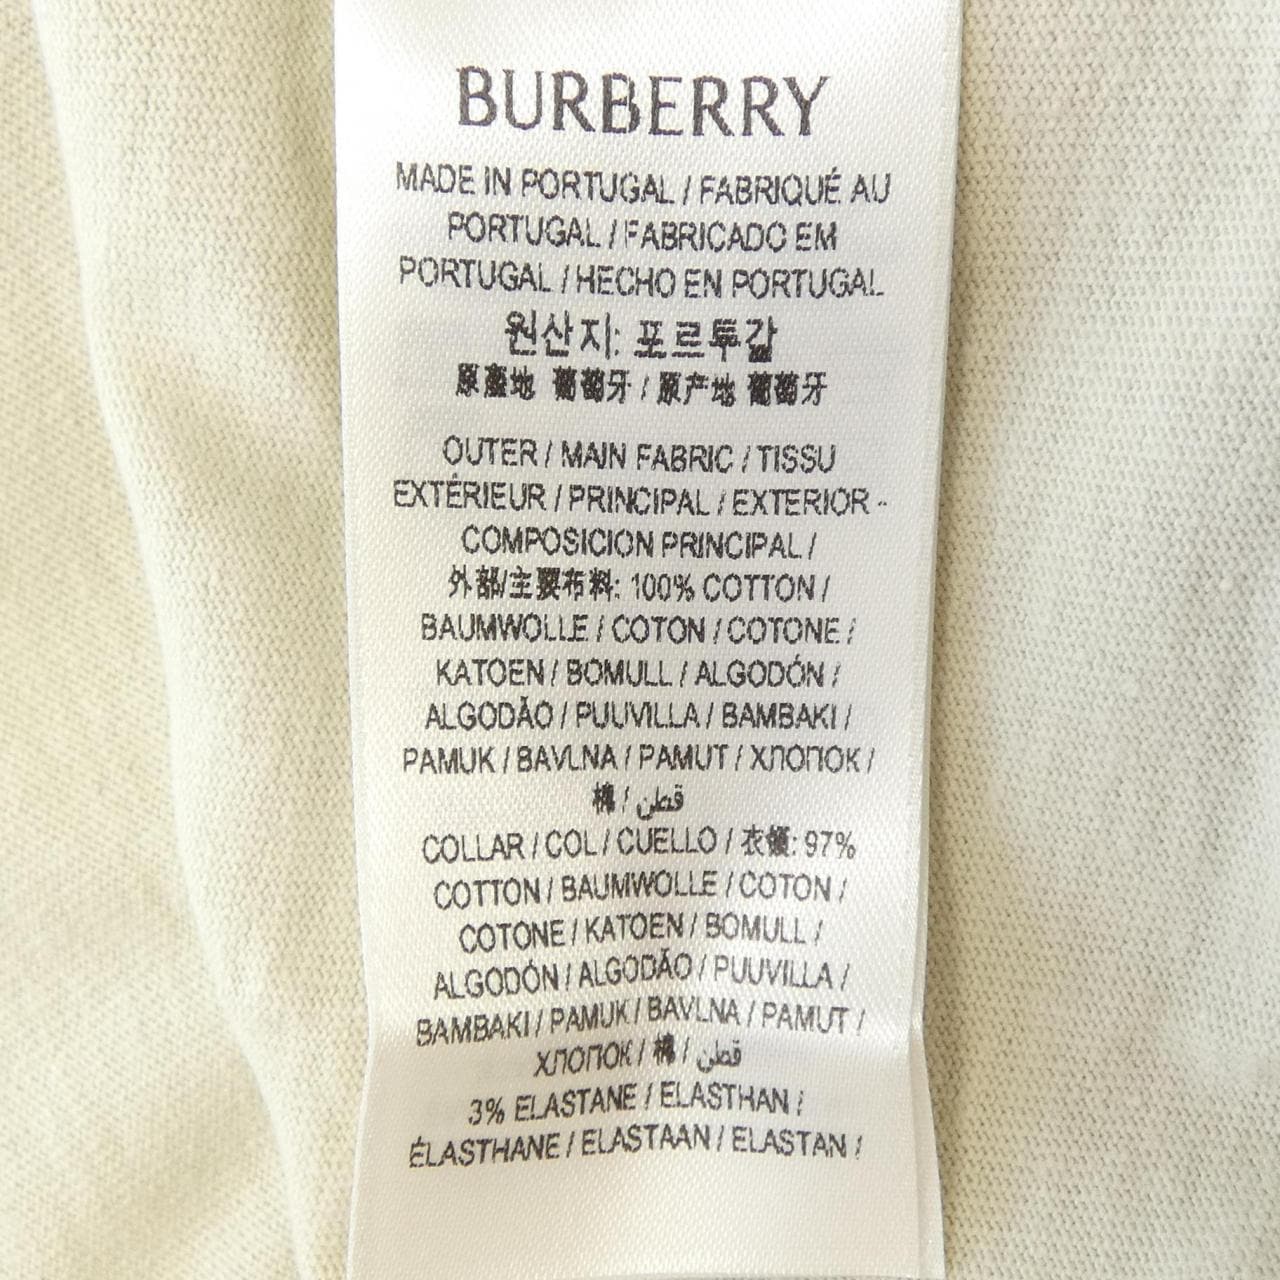 BURBERRY
MADE IN PORTUGAL / FABRIQUÉ AU
PORTUGAL / FABRICADO EM
PORTUGAL / HECHO EN PORTUGAL
원산지: 포르투갈
原產地 葡萄牙 / 原产地 葡萄牙
OUTER / MAIN FABRIC / TISSU
EXTÉRIEUR / PRINCIPAL / EXTERIOR -
COMPOSICION PRINCIPAL /
外部/主要布料: 100% COTTON /
BAUMWOLLE / COTON / COTONE /
KATOEN / BOMULL / ALGODÓN /
ALGODÃO / PUUVILLA / BAMBAKI /
PAMUK / BAVLNA / PAMUT / ХЛОПОК /
棉 / قطن
COLLAR / COL / CUELLO / 衣領: 97%
COTTON / BAUMWOLLE / COTON /
COTONE / KATOEN / BOMULL /
ALGODÓN / ALGODÃO / PUUVILLA /
BAMBAKI / PAMUK / BAVLNA / PAMUT /
ХЛОПОК / 棉 / قطن
3% ELASTANE / ELASTHAN /
ÉLASTHANE / ELASTAAN / ELASTAN /